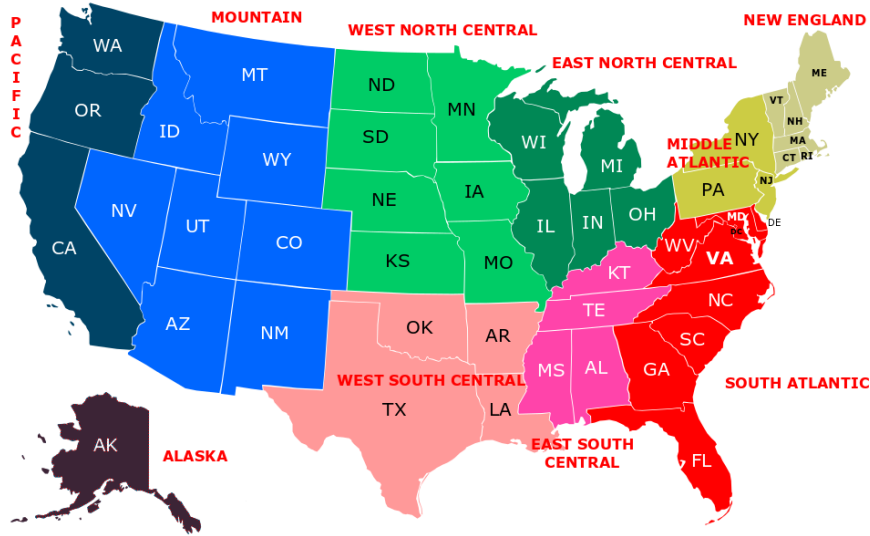 PACIFIC
MOUNTAIN
WEST NORTH CENTRAL
EAST NORTH CENTRAL
NEW ENGLAND
MIDDLE
ATLANTIC
WA
OR
CA
MT
ID
WY
NV
UT
CO
AZ
NM
ND
SD
NE
KS
MN
IA
MO
WI
MI
IL
IN
OH
NY
PA
NJ
ME
VT
NH
MA
CT
RI
MD
DC
DE
WV
VA
NC
SC
GA
FL
KT
TE
MS
AL
OK
AR
TX
LA
WEST SOUTH CENTRAL
EAST SOUTH
CENTRAL
SOUTH ATLANTIC
AK
ALASKA